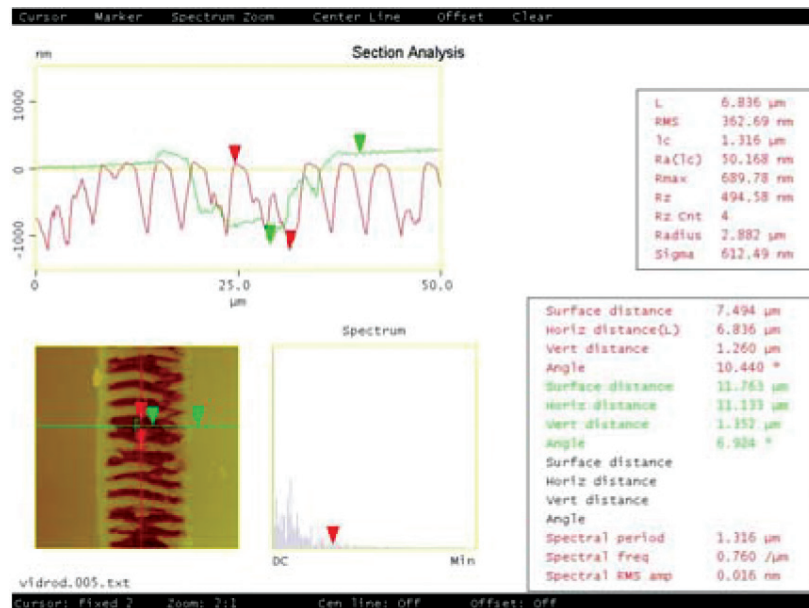 Cursor Marker Spectrum Zoom Center Line Offset Clear
Section Analysis
nm
1000
0
-1000
0 25.0 50.0
µm
L 6.836 µm
RMS 362.69 nm
lc 1.316 µm
Ra(lc) 50.168 nm
Rmax 689.78 nm
Rz 494.58 nm
Rz Cnt 4
Radius 2.882 µm
Sigma 612.49 nm
Surface distance 7.494 µm
Horiz distance(L) 6.836 µm
Vert distance 1.260 µm
Angle 10.440 °
Surface distance 11.763 µm
Horiz distance 11.133 µm
Vert distance 1.352 µm
Angle 6.924 °
Surface distance
Horiz distance
Vert distance
Angle
Spectral period 1.316 µm
Spectral freq 0.760 /µm
Spectral RMS amp 0.016 nm
Spectrum
DC Min
vidrod.005.txt
Cursor: fixed 2 Zoom: 2:1 Cen line: Off Offset: Off